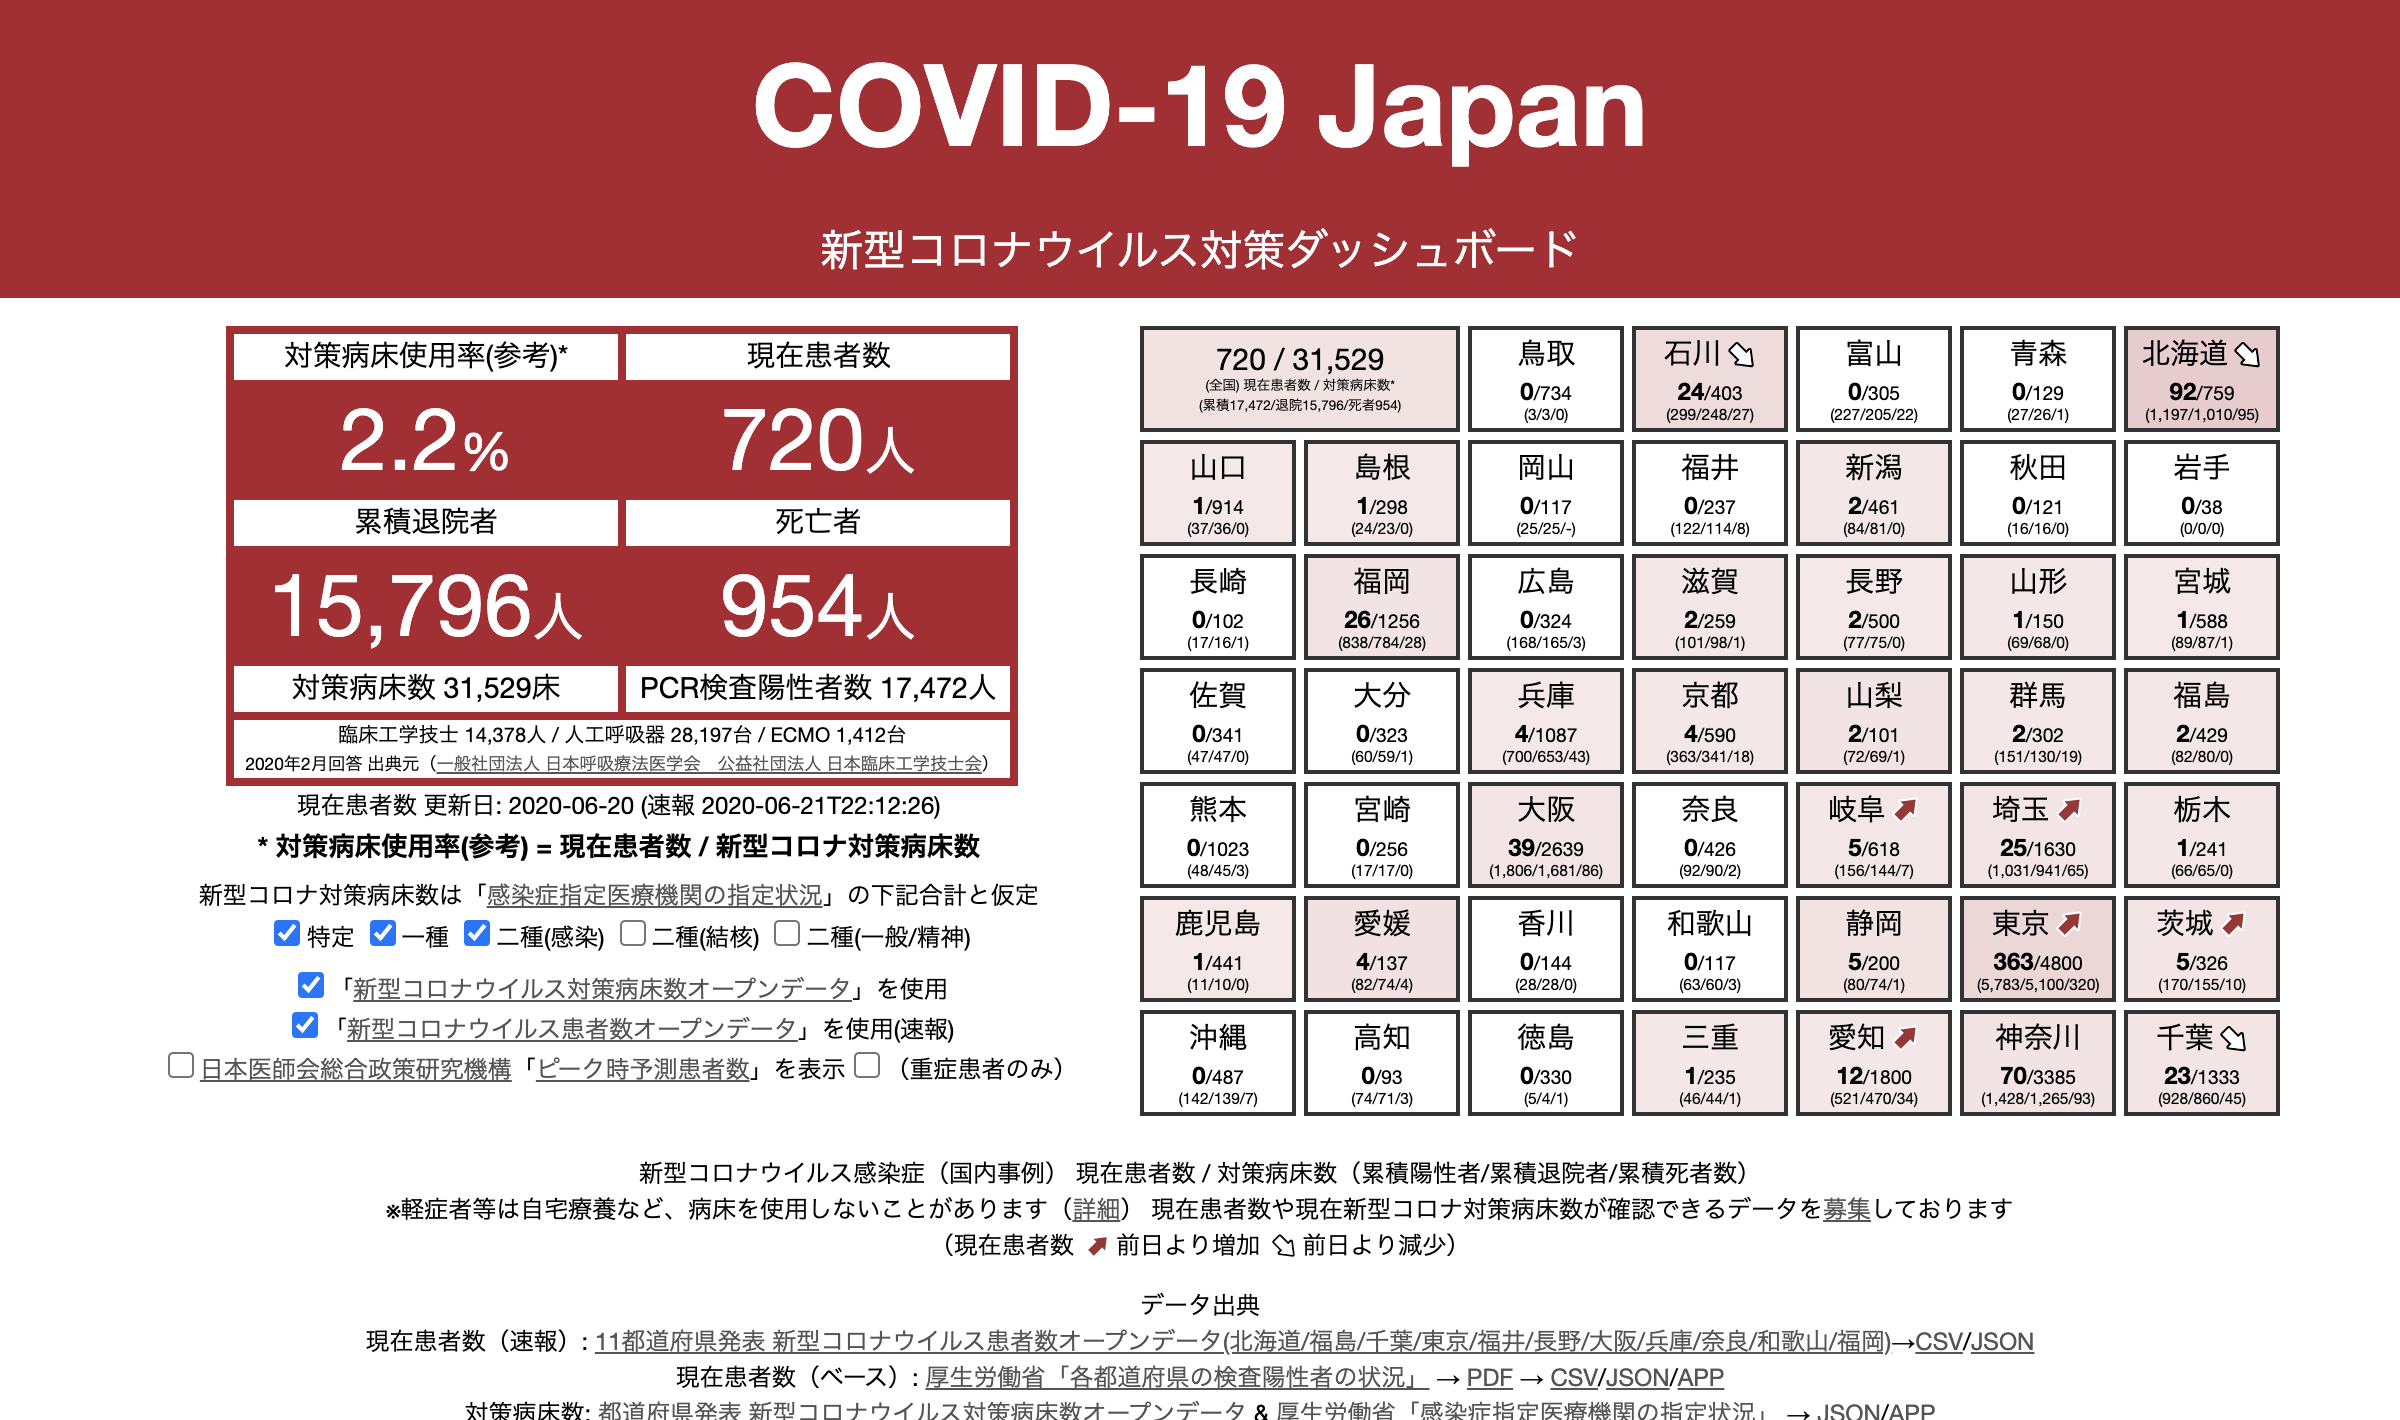 COVID-19 Japan
新型コロナウイルス対策ダッシュボード
対策病床使用率(参考)* 現在患者数
2.2% 720人
累積退院者 死亡者
15,796人 954人
対策病床数 31,529床 PCR検査陽性者数 17,472人
臨床工学技士 14,378人 / 人工呼吸器 28,197台 / ECMO 1,412台
2020年2月回答 出典元（一般社団法人 日本呼吸療法医学会　公益社団法人 日本臨床工学技士会）
現在患者数 更新日: 2020-06-20 (速報 2020-06-21T22:12:26)
* 対策病床使用率(参考) = 現在患者数 / 新型コロナ対策病床数
新型コロナ対策病床数は「感染症指定医療機関の指定状況」の下記合計と仮定
特定 一種 二種(感染) 二種(結核) 二種(一般/精神)
「新型コロナウイルス対策病床数オープンデータ」を使用
「新型コロナウイルス患者数オープンデータ」を使用(速報)
日本医師会総合政策研究機構「ピーク時予測患者数」を表示 （重症患者のみ）
720 / 31,529
(全国) 現在患者数 / 対策病床数*
(累積17,472/退院15,796/死者954)
鳥取
0/734
(3/3/0)
石川
24/403
(299/248/27)
富山
0/305
(227/205/22)
青森
0/129
(27/26/1)
北海道
92/759
(1,197/1,010/95)
山口
1/914
(37/36/0)
島根
1/298
(24/23/0)
岡山
0/117
(25/25/-)
福井
0/237
(122/114/8)
新潟
2/461
(84/81/0)
秋田
0/121
(16/16/0)
岩手
0/38
(0/0/0)
長崎
0/102
(17/16/1)
福岡
26/1256
(838/784/28)
広島
0/324
(168/165/3)
滋賀
2/259
(101/98/1)
長野
2/500
(77/75/0)
山形
1/150
(69/68/0)
宮城
1/588
(89/87/1)
佐賀
0/341
(47/47/0)
大分
0/323
(60/59/1)
兵庫
4/1087
(700/653/43)
京都
4/590
(363/341/18)
山梨
2/101
(72/69/1)
群馬
2/302
(151/130/19)
福島
2/429
(82/80/0)
熊本
0/1023
(48/45/3)
宮崎
0/256
(17/17/0)
大阪
39/2639
(1,806/1,681/86)
奈良
0/426
(92/90/2)
岐阜
5/618
(156/144/7)
埼玉
25/1630
(1,031/941/65)
栃木
1/241
(66/65/0)
鹿児島
1/441
(11/10/0)
愛媛
4/137
(82/74/4)
香川
0/144
(28/28/0)
和歌山
0/117
(63/60/3)
静岡
5/200
(80/74/1)
東京
363/4800
(5,783/5,100/320)
茨城
5/326
(170/155/10)
沖縄
0/487
(142/139/7)
高知
0/93
(74/71/3)
徳島
0/330
(5/4/1)
三重
1/235
(46/44/1)
愛知
12/1800
(521/470/34)
神奈川
70/3385
(1,428/1,265/93)
千葉
23/1333
(928/860/45)
新型コロナウイルス感染症（国内事例） 現在患者数 / 対策病床数（累積陽性者/累積退院者/累積死者数）
※軽症者等は自宅療養など、病床を使用しないことがあります（詳細） 現在患者数や現在新型コロナ対策病床数が確認できるデータを募集しております
（現在患者数 前日より増加 前日より減少）
データ出典
現在患者数（速報）: 11都道府県発表 新型コロナウイルス患者数オープンデータ(北海道/福島/千葉/東京/福井/長野/大阪/兵庫/奈良/和歌山/福岡)→CSV/JSON
現在患者数（ベース）: 厚生労働省「各都道府県の検査陽性者の状況」 → PDF → CSV/JSON/APP
対策病床数: 都道府県発表 新型コロナウイルス対策病床数オープンデータ & 厚生労働省「感染症指定医療機関の指定状況」 → JSON/APP